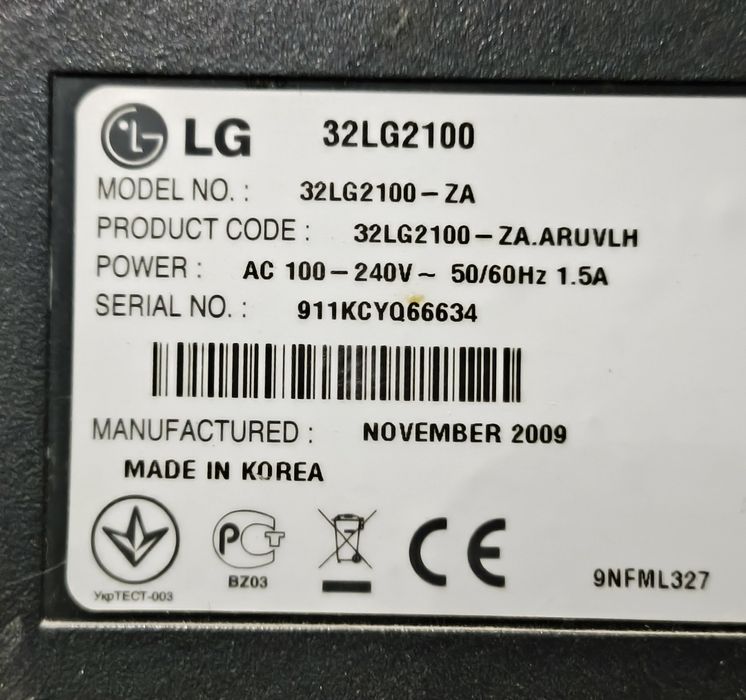 LG 32LG2100
MODEL NO. : 32LG2100-ZA
PRODUCT CODE : 32LG2100-ZA.ARUVLH
POWER : AC 100-240V~ 50/60Hz 1.5A
SERIAL NO. : 911KCYQ66634
MANUFACTURED : NOVEMBER 2009
MADE IN KOREA
УкрТЕСТ-003
РСТ
BZ03
CE
9NFML327